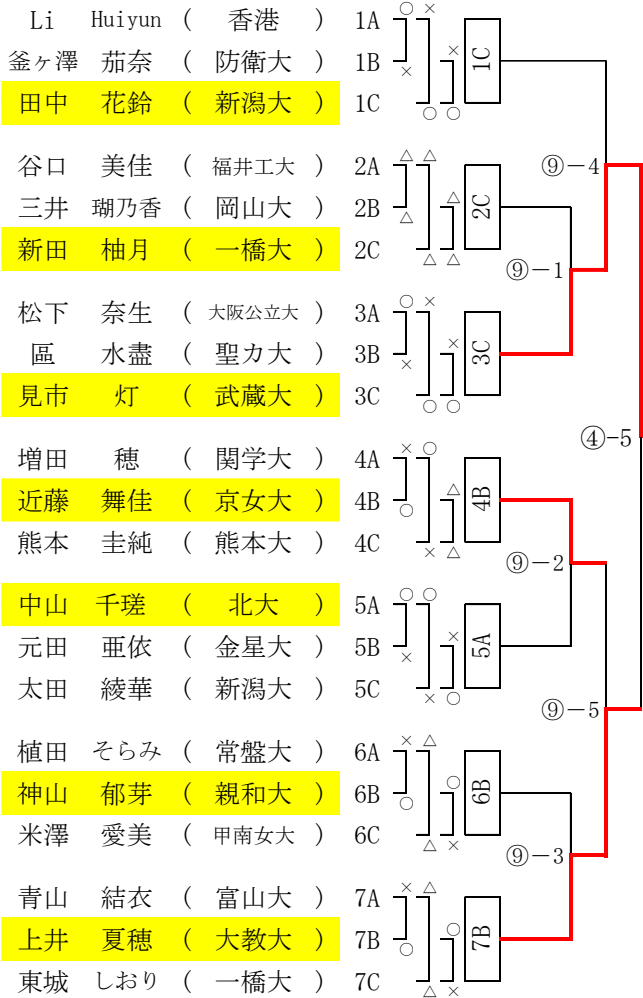 Li Huiyun ( 香港 ) 1A ○ ×
釜ヶ澤 茄奈 ( 防衛大 ) 1B × × 1C
田中 花鈴 ( 新潟大 ) 1C ○ ○
谷口 美佳 ( 福井工大 ) 2A △ △ ⑨-4
三井 瑚乃香 ( 岡山大 ) 2B △ △ 2C
新田 柚月 ( 一橋大 ) 2C △ △ ⑨-1
松下 奈生 ( 大阪公立大 ) 3A ○ ×
區 水盡 ( 聖カ大 ) 3B × × 3C
見市 灯 ( 武蔵大 ) 3C ○ ○
④-5
増田 穂 ( 関学大 ) 4A × ○
近藤 舞佳 ( 京女大 ) 4B ○ △ 4B
熊本 圭純 ( 熊本大 ) 4C × △ ⑨-2
中山 千瑳 ( 北大 ) 5A ○ ○
元田 亜依 ( 金星大 ) 5B × × 5A
太田 綾華 ( 新潟大 ) 5C × ○ ⑨-5
植田 そらみ ( 常盤大 ) 6A × △
神山 郁芽 ( 親和大 ) 6B ○ ○ 6B
米澤 愛美 ( 甲南女大 ) 6C △ × ⑨-3
青山 結衣 ( 富山大 ) 7A × △
上井 夏穂 ( 大教大 ) 7B ○ ○ 7B
東城 しおり ( 一橋大 ) 7C △ ×